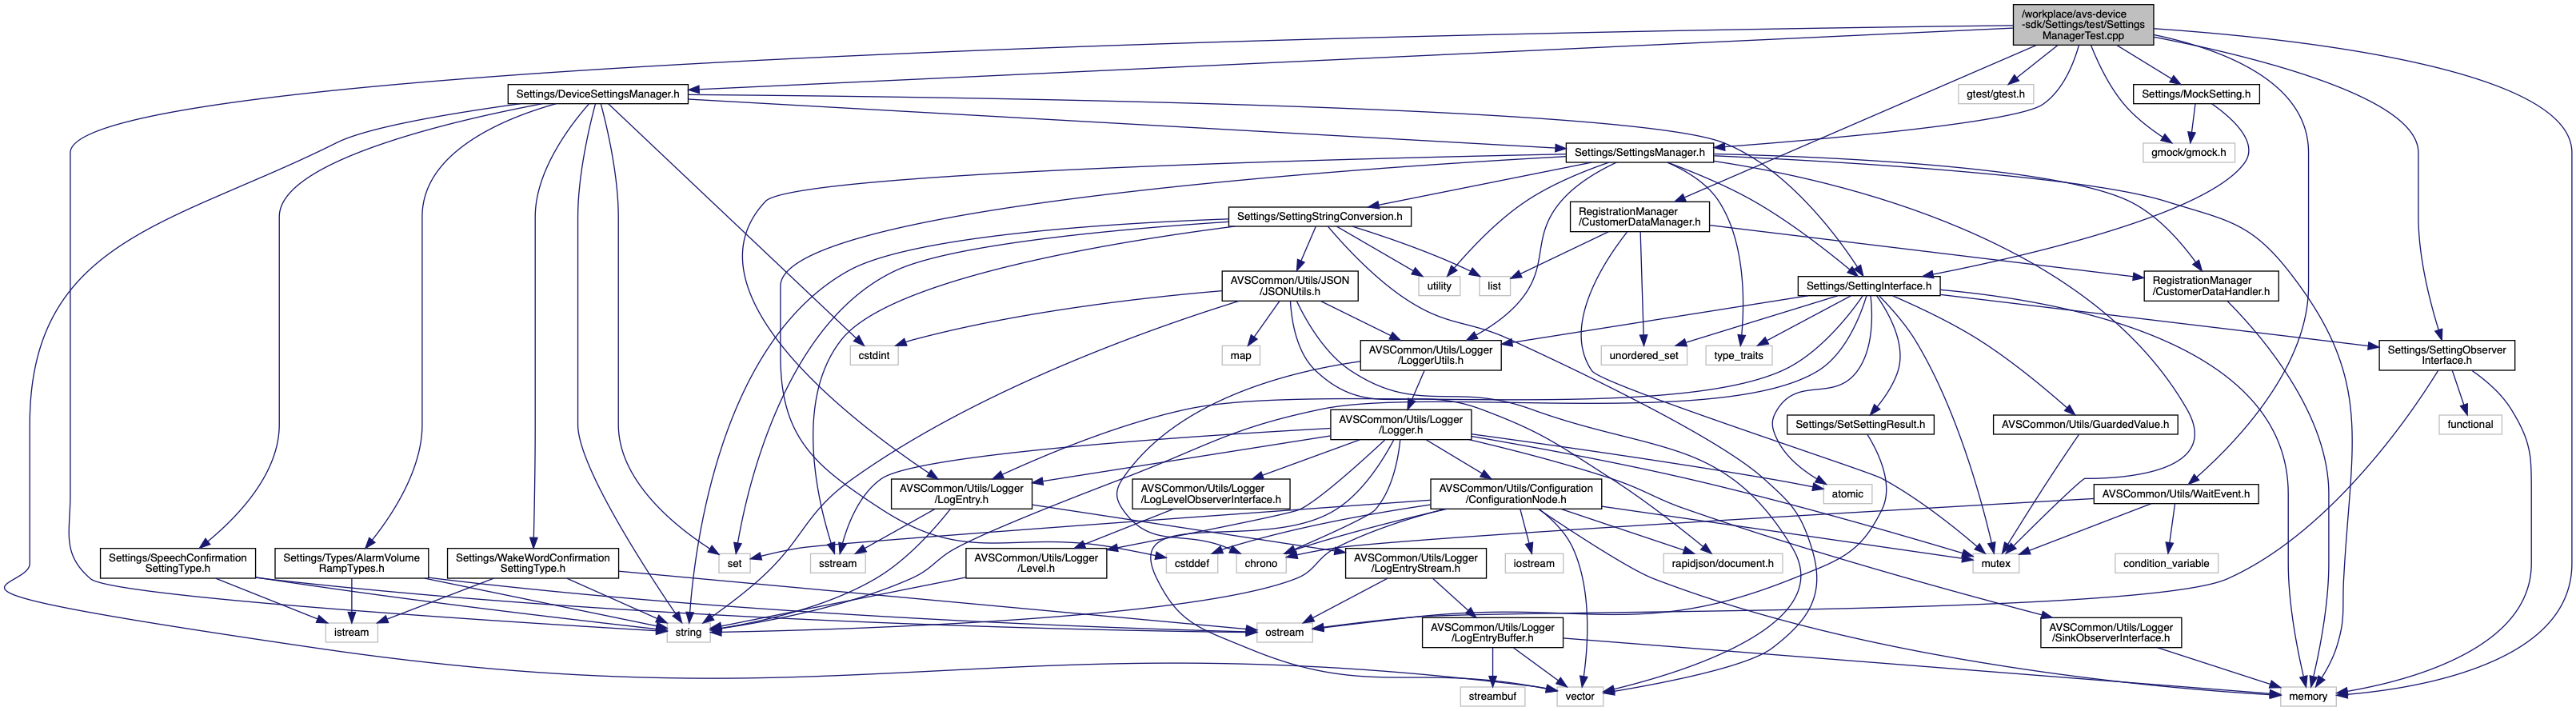 /workplace/avs-device
-sdk/Settings/test/Settings
ManagerTest.cpp
Settings/DeviceSettingsManager.h
gtest/gtest.h
Settings/MockSetting.h
Settings/SettingsManager.h
gmock/gmock.h
Settings/SettingStringConversion.h
RegistrationManager
/CustomerDataManager.h
AVSCommon/Utils/JSON
/JSONUtils.h
utility
list
Settings/SettingInterface.h
RegistrationManager
/CustomerDataHandler.h
cstdint
map
AVSCommon/Utils/Logger
/LoggerUtils.h
unordered_set
type_traits
Settings/SettingObserver
Interface.h
AVSCommon/Utils/Logger
/Logger.h
Settings/SetSettingResult.h
AVSCommon/Utils/GuardedValue.h
functional
AVSCommon/Utils/Logger
/LogEntry.h
AVSCommon/Utils/Logger
/LogLevelObserverInterface.h
AVSCommon/Utils/Configuration
/ConfigurationNode.h
atomic
AVSCommon/Utils/WaitEvent.h
Settings/SpeechConfirmation
SettingType.h
Settings/Types/AlarmVolume
RampTypes.h
Settings/WakeWordConfirmation
SettingType.h
set
sstream
AVSCommon/Utils/Logger
/Level.h
cstddef
chrono
AVSCommon/Utils/Logger
/LogEntryStream.h
iostream
rapidjson/document.h
mutex
condition_variable
istream
string
ostream
AVSCommon/Utils/Logger
/LogEntryBuffer.h
AVSCommon/Utils/Logger
/SinkObserverInterface.h
streambuf
vector
memory